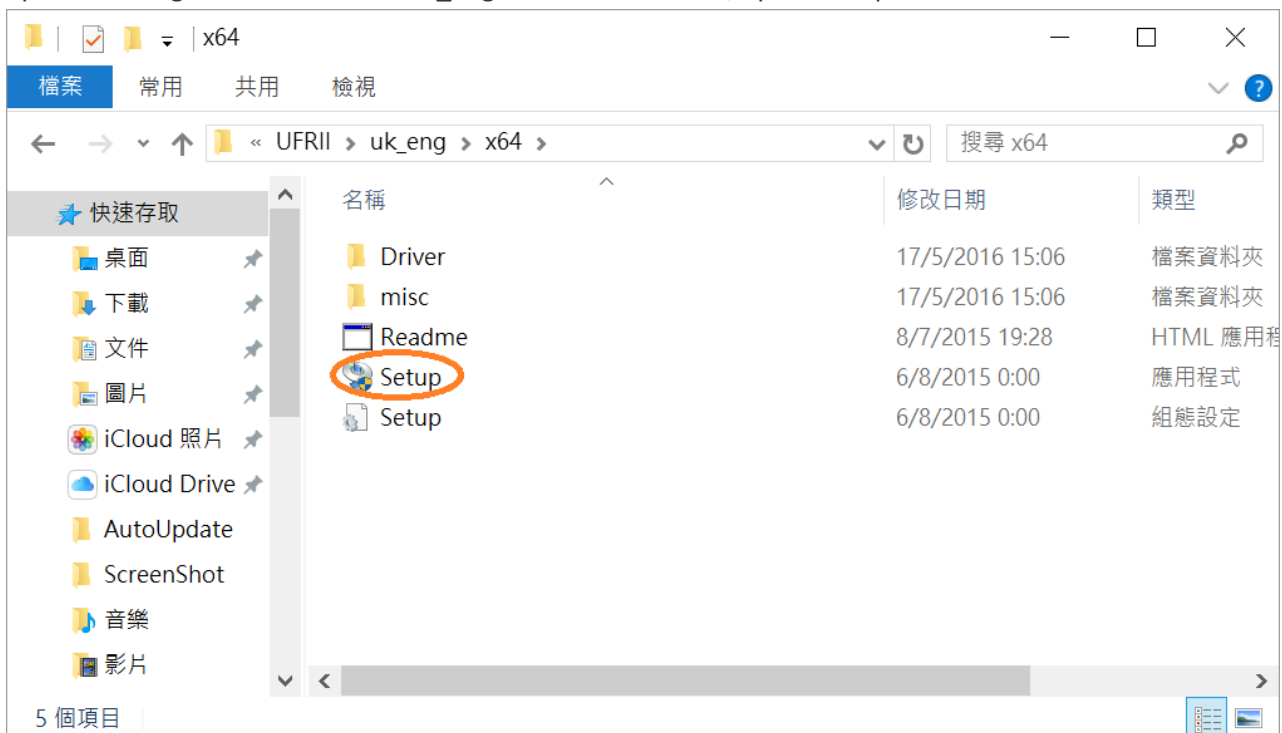 x64
檔案 常用 共用 檢視
« UFRII > uk_eng > x64 > 搜尋 x64
名稱 修改日期 類型
快速存取
桌面 Driver 17/5/2016 15:06 檔案資料夾
下載 misc 17/5/2016 15:06 檔案資料夾
文件 Readme 8/7/2015 19:28 HTML 應用程
圖片 Setup 6/8/2015 0:00 應用程式
iCloud 照片 Setup 6/8/2015 0:00 組態設定
iCloud Drive
AutoUpdate
ScreenShot
音樂
影片
5 個項目